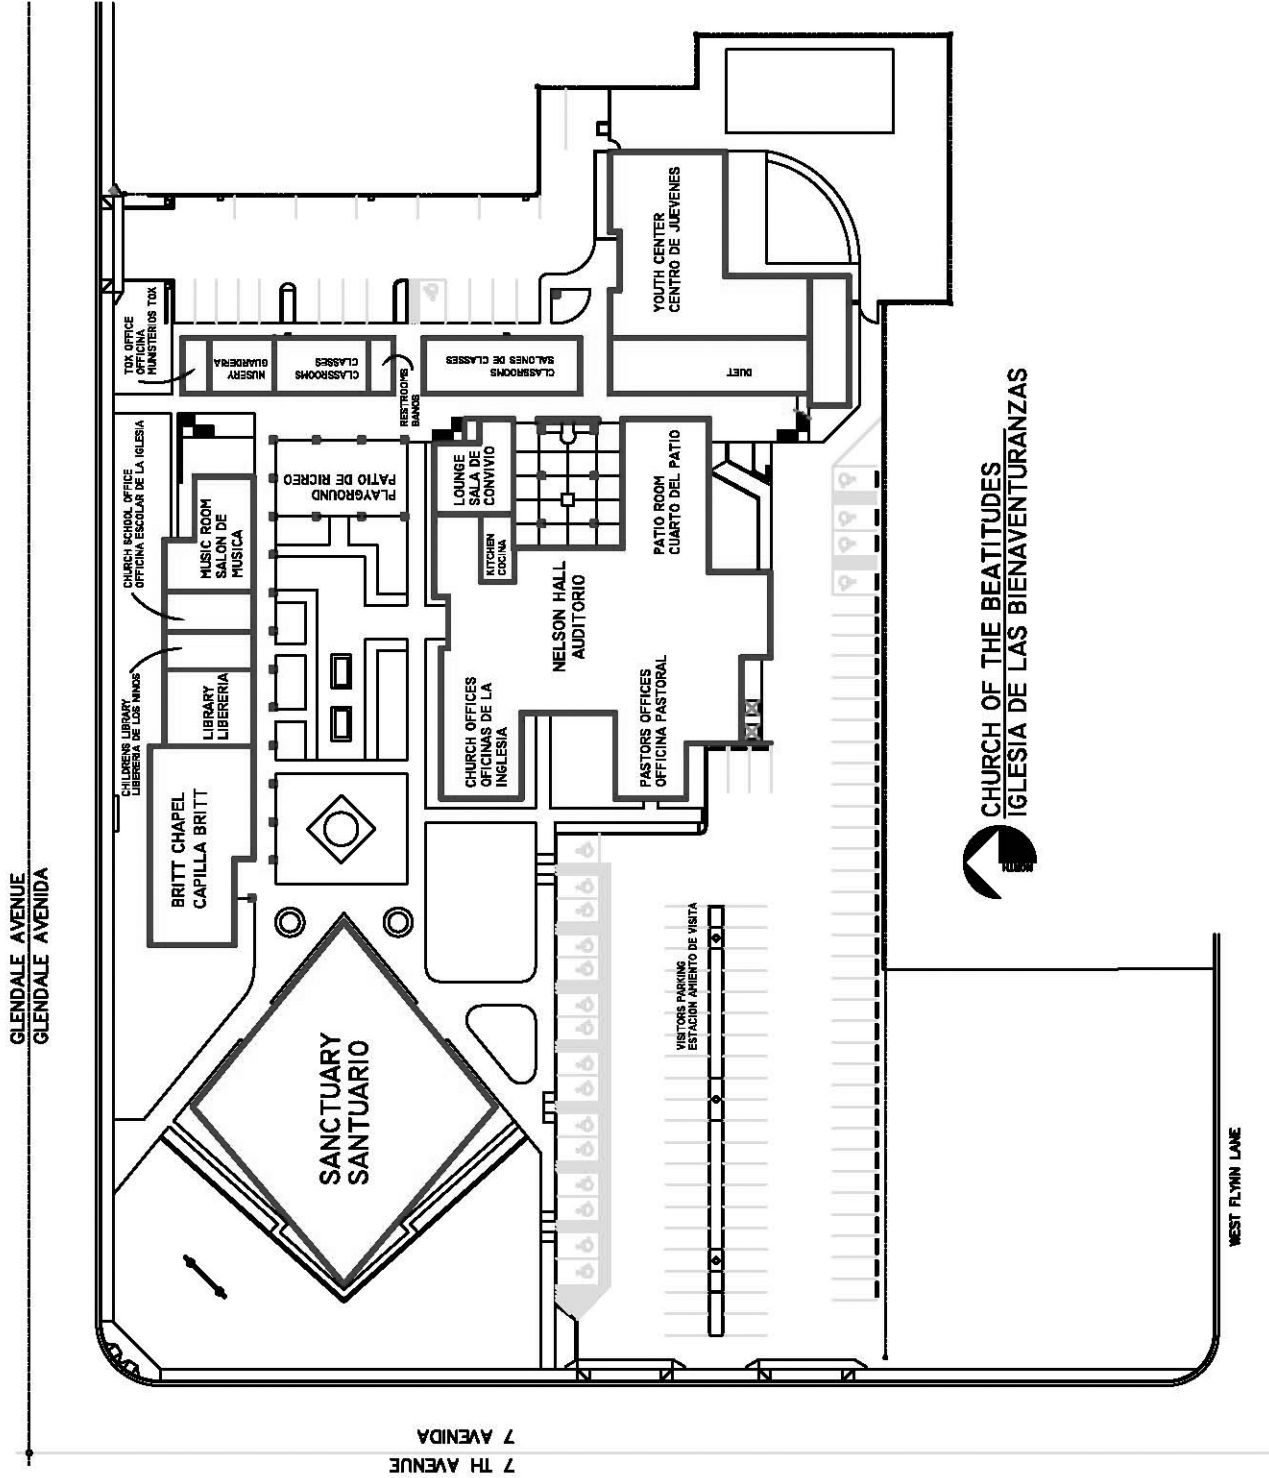 GLENDALE AVENUE
GLENDALE AVENIDA
7 TH AVENUE
7 AVENIDA
WEST FLYNN LANE
CHURCH OF THE BEATITUDES
IGLESIA DE LAS BIENAVENTURANZAS
NORTH
SANCTUARY
SANTUARIO
BRITT CHAPEL
CAPILLA BRITT
LIBRARY
LIBERERIA
CHILDRENS LIBRARY
LIBERERIA DE LOS NINOS
CHURCH SCHOOL OFFICE
OFFICINA ESCOLAR DE LA IGLESIA
MUSIC ROOM
SALON DE
MUSICA
TOX OFFICE
OFFICINA
MUNISTERIOS TOX
NUSERY
GUARDERIA
CLASSROOMS
CLASSES
RESTROOMS
BANOS
CLASSROOMS
SALONES DE CLASSES
PLAYGROUND
PATIO DE RICREO
LOUNGE
SALA DE
CONVIVIO
KITCHEN
COCINA
NELSON HALL
AUDITORIO
PATIO ROOM
CUARTO DEL PATIO
CHURCH OFFICES
OFICINAS DE LA
INGLESIA
PASTORS OFFICES
OFFICINA PASTORAL
YOUTH CENTER
CENTRO DE JUEVENES
DUET
VISITORS PARKING
ESTACION AMIENTO DE VISITA